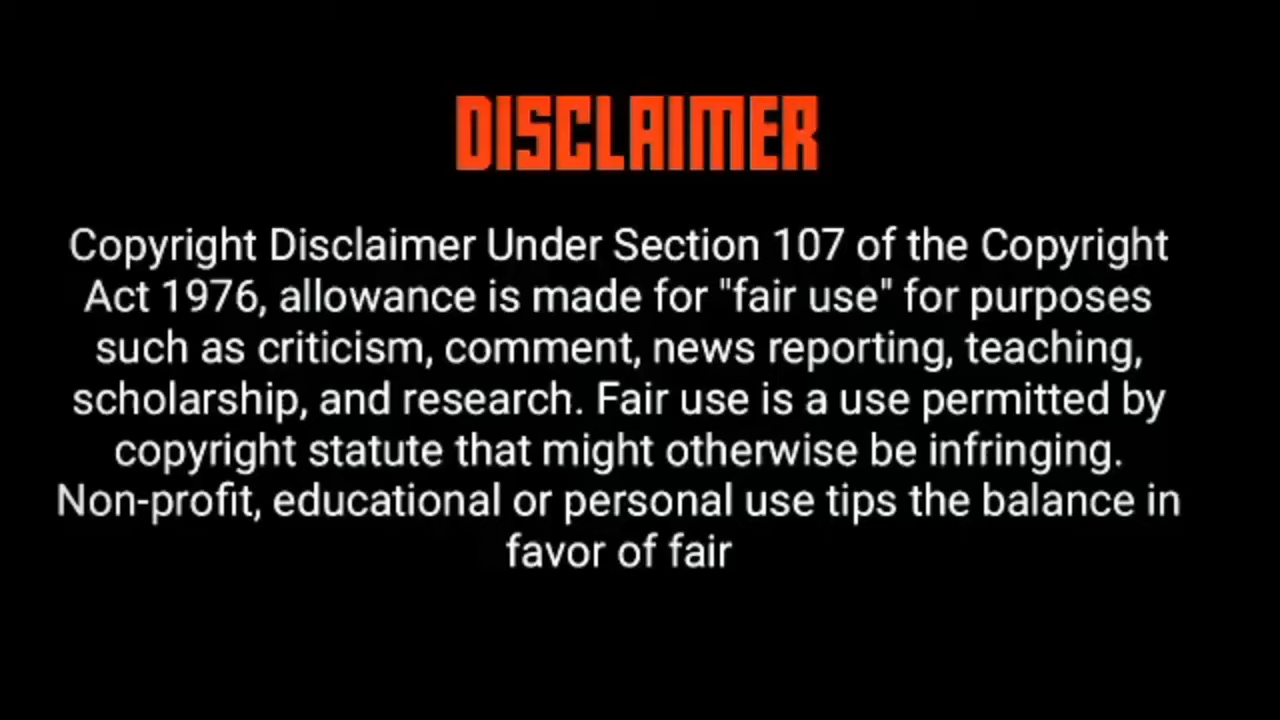 DISCLAIMER
Copyright Disclaimer Under Section 107 of the Copyright
Act 1976, allowance is made for "fair use" for purposes
such as criticism, comment, news reporting, teaching,
scholarship, and research. Fair use is a use permitted by
copyright statute that might otherwise be infringing.
Non-profit, educational or personal use tips the balance in
favor of fair